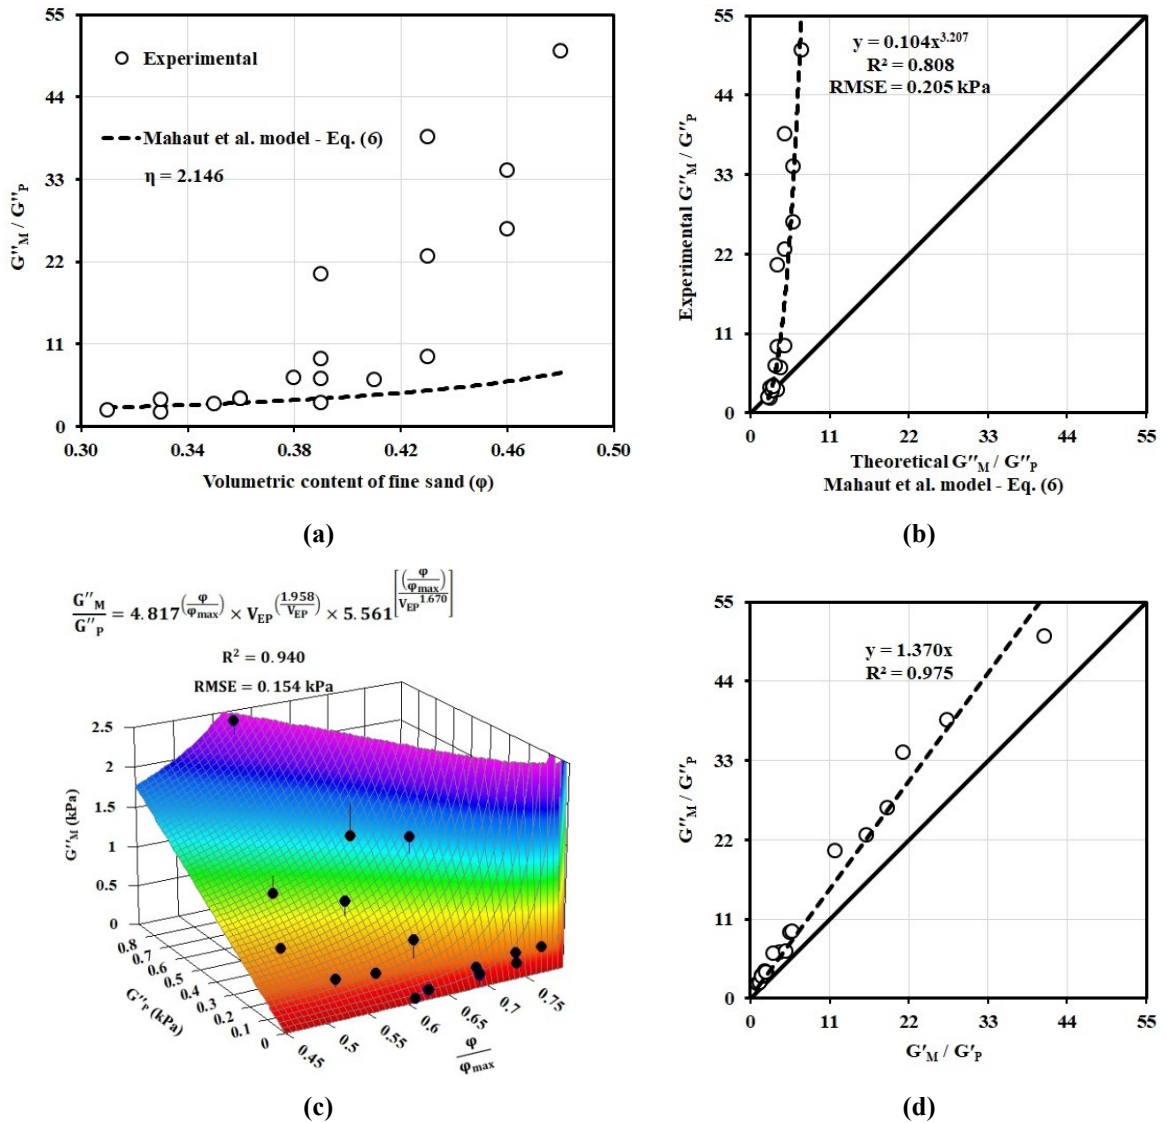 55
44
33
22
11
0
G''M / G''P
Experimental
Mahaut et al. model - Eq. (6)
η = 2.146
0.30 0.34 0.38 0.42 0.46 0.50
Volumetric content of fine sand (φ)
(a)
55
44
33
22
11
0
Experimental G''M / G''P
y = 0.104x^3.207
R² = 0.808
RMSE = 0.205 kPa
0 11 22 33 44 55
Theoretical G''M / G''P
Mahaut et al. model - Eq. (6)
(b)
G''M / G''P = 4.817^(φ/φmax) × VEP^(1.958/VEP) × 5.561^[(φ/φmax)/VEP^1.670]
R² = 0.940
RMSE = 0.154 kPa
2.5
2
1.5
1
0.5
0
G''M (kPa)
0.8
0.7
0.6
0.5
0.4
0.3
0.2
0.1
0
G''P (kPa)
0.45 0.5 0.55 0.6 0.65 0.7 0.75
φ
φmax
(c)
55
44
33
22
11
0
G''M / G''P
y = 1.370x
R² = 0.975
0 11 22 33 44 55
G'M / G'P
(d)